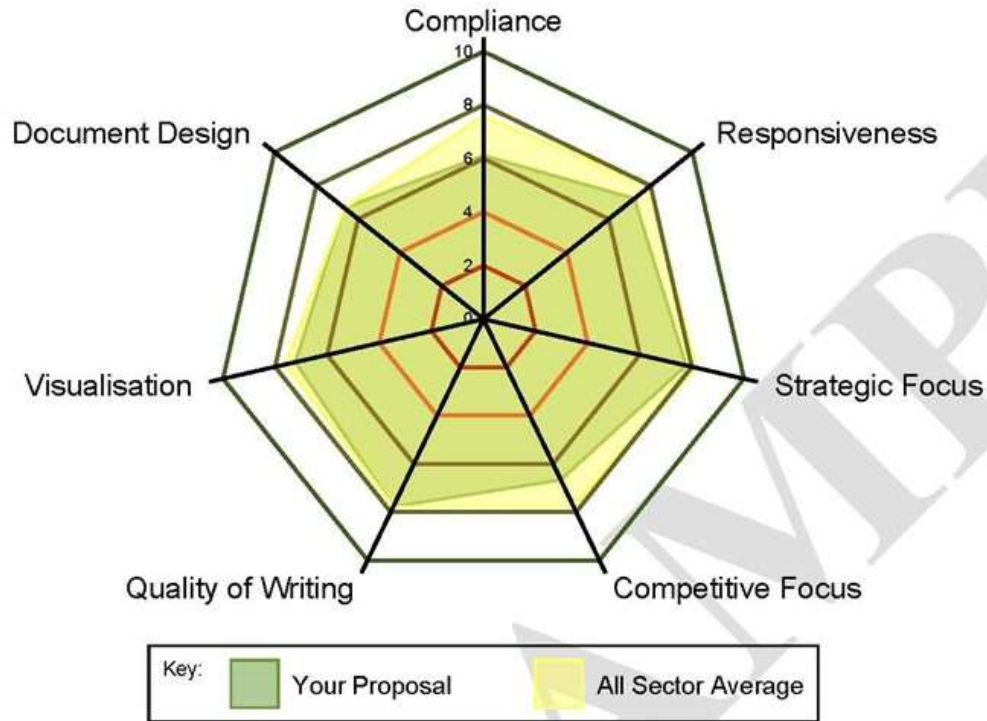 Compliance
10
Document Design
8
Responsiveness
6
4
2
0
Visualisation
Strategic Focus
Quality of Writing
Competitive Focus
Key:
Your Proposal
All Sector Average
AMP